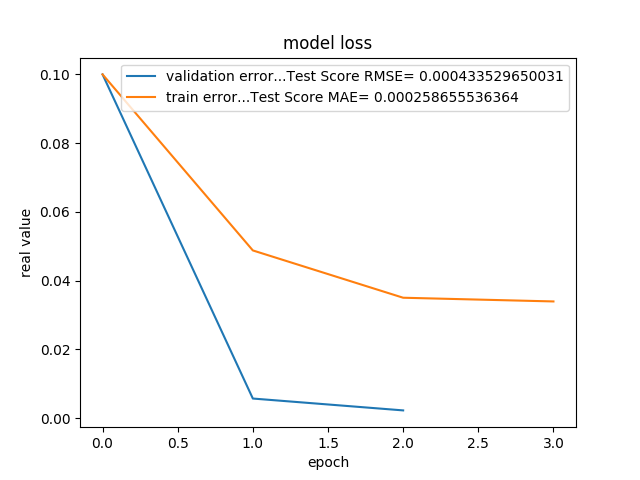 model loss
validation error...Test Score RMSE= 0.000433529650031
train error...Test Score MAE= 0.000258655536364
0.10
0.08
0.06
0.04
0.02
0.00
real value
0.0 0.5 1.0 1.5 2.0 2.5 3.0
epoch